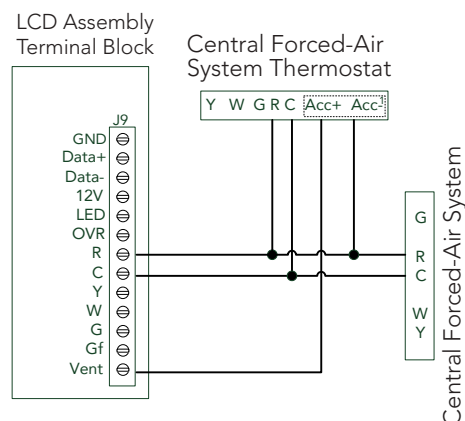 LCD Assembly
Terminal Block
Central Forced-Air
System Thermostat
Y W G R C Acc+ Acc-¹
J9
GND
Data+
Data-
12V
LED
OVR
R
C
Y
W
G
Gf
Vent
G
R
C
W
Y
Central Forced-Air System